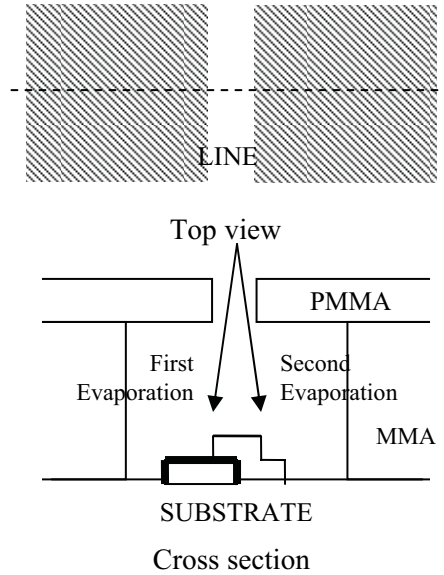 LINE
Top view
PMMA
First
Evaporation
Second
Evaporation
MMA
SUBSTRATE
Cross section